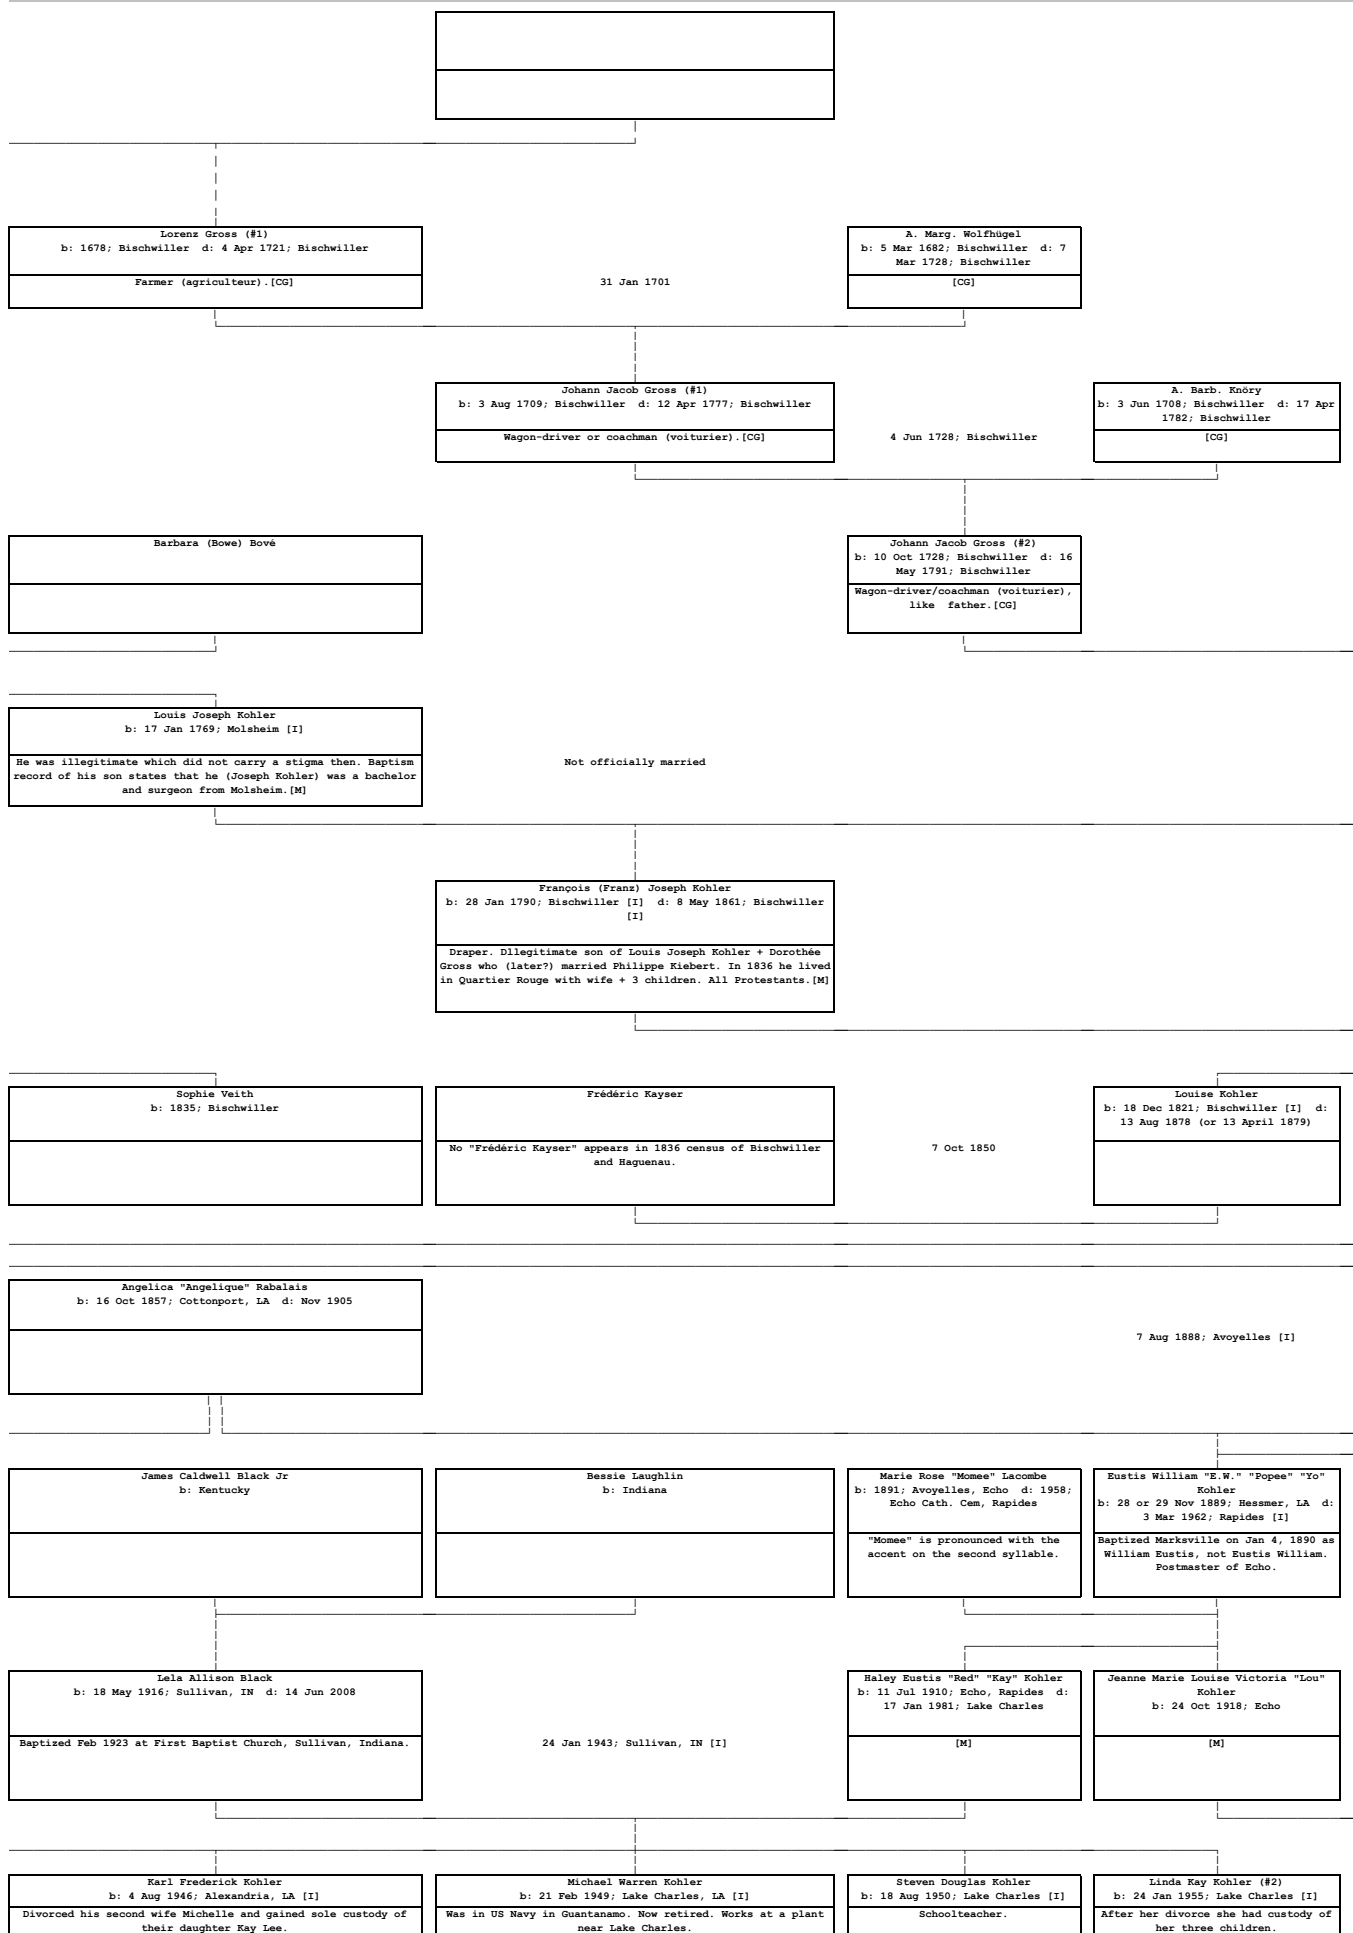 Lorenz Gross (#1)
b: 1678; Bischwiller d: 4 Apr 1721; Bischwiller
Farmer (agriculteur).[CG]
31 Jan 1701
A. Marg. Wolfhügel
b: 5 Mar 1682; Bischwiller d: 7
Mar 1728; Bischwiller
[CG]
Johann Jacob Gross (#1)
b: 3 Aug 1709; Bischwiller d: 12 Apr 1777; Bischwiller
Wagon-driver or coachman (voiturier).[CG]
4 Jun 1728; Bischwiller
A. Barb. Knöry
b: 3 Jun 1708; Bischwiller d: 17 Apr
1782; Bischwiller
[CG]
Barbara (Bowe) Bové
Johann Jacob Gross (#2)
b: 10 Oct 1728; Bischwiller d: 16
May 1791; Bischwiller
Wagon-driver/coachman (voiturier),
like father.[CG]
Louis Joseph Kohler
b: 17 Jan 1769; Molsheim [I]
He was illegitimate which did not carry a stigma then. Baptism
record of his son states that he (Joseph Kohler) was a bachelor
and surgeon from Molsheim.[M]
Not officially married
François (Franz) Joseph Kohler
b: 28 Jan 1790; Bischwiller [I] d: 8 May 1861; Bischwiller
[I]
Draper. Dllegitimate son of Louis Joseph Kohler + Dorothée
Gross who (later?) married Philippe Kiebert. In 1836 he lived
in Quartier Rouge with wife + 3 children. All Protestants.[M]
Sophie Veith
b: 1835; Bischwiller
Frédéric Kayser
No "Frédéric Kayser" appears in 1836 census of Bischwiller
and Haguenau.
7 Oct 1850
Louise Kohler
b: 18 Dec 1821; Bischwiller [I] d:
13 Aug 1878 (or 13 April 1879)
Angelica "Angelique" Rabalais
b: 16 Oct 1857; Cottonport, LA d: Nov 1905
7 Aug 1888; Avoyelles [I]
James Caldwell Black Jr
b: Kentucky
Bessie Laughlin
b: Indiana
Marie Rose "Momee" Lacombe
b: 1891; Avoyelles, Echo d: 1958;
Echo Cath. Cem, Rapides
"Momee" is pronounced with the
accent on the second syllable.
Eustis William "E.W." "Popee" "Yo"
Kohler
b: 28 or 29 Nov 1889; Hessmer, LA d:
3 Mar 1962; Rapides [I]
Baptized Marksville on Jan 4, 1890 as
William Eustis, not Eustis William.
Postmaster of Echo.
Lela Allison Black
b: 18 May 1916; Sullivan, IN d: 14 Jun 2008
Baptized Feb 1923 at First Baptist Church, Sullivan, Indiana.
24 Jan 1943; Sullivan, IN [I]
Haley Eustis "Red" "Kay" Kohler
b: 11 Jul 1910; Echo, Rapides d:
17 Jan 1981; Lake Charles
[M]
Jeanne Marie Louise Victoria "Lou"
Kohler
b: 24 Oct 1918; Echo
[M]
Karl Frederick Kohler
b: 4 Aug 1946; Alexandria, LA [I]
Divorced his second wife Michelle and gained sole custody of
their daughter Kay Lee.
Michael Warren Kohler
b: 21 Feb 1949; Lake Charles, LA [I]
Was in US Navy in Guantanamo. Now retired. Works at a plant
near Lake Charles.
Steven Douglas Kohler
b: 18 Aug 1950; Lake Charles [I]
Schoolteacher.
Linda Kay Kohler (#2)
b: 24 Jan 1955; Lake Charles [I]
After her divorce she had custody of
her three children.